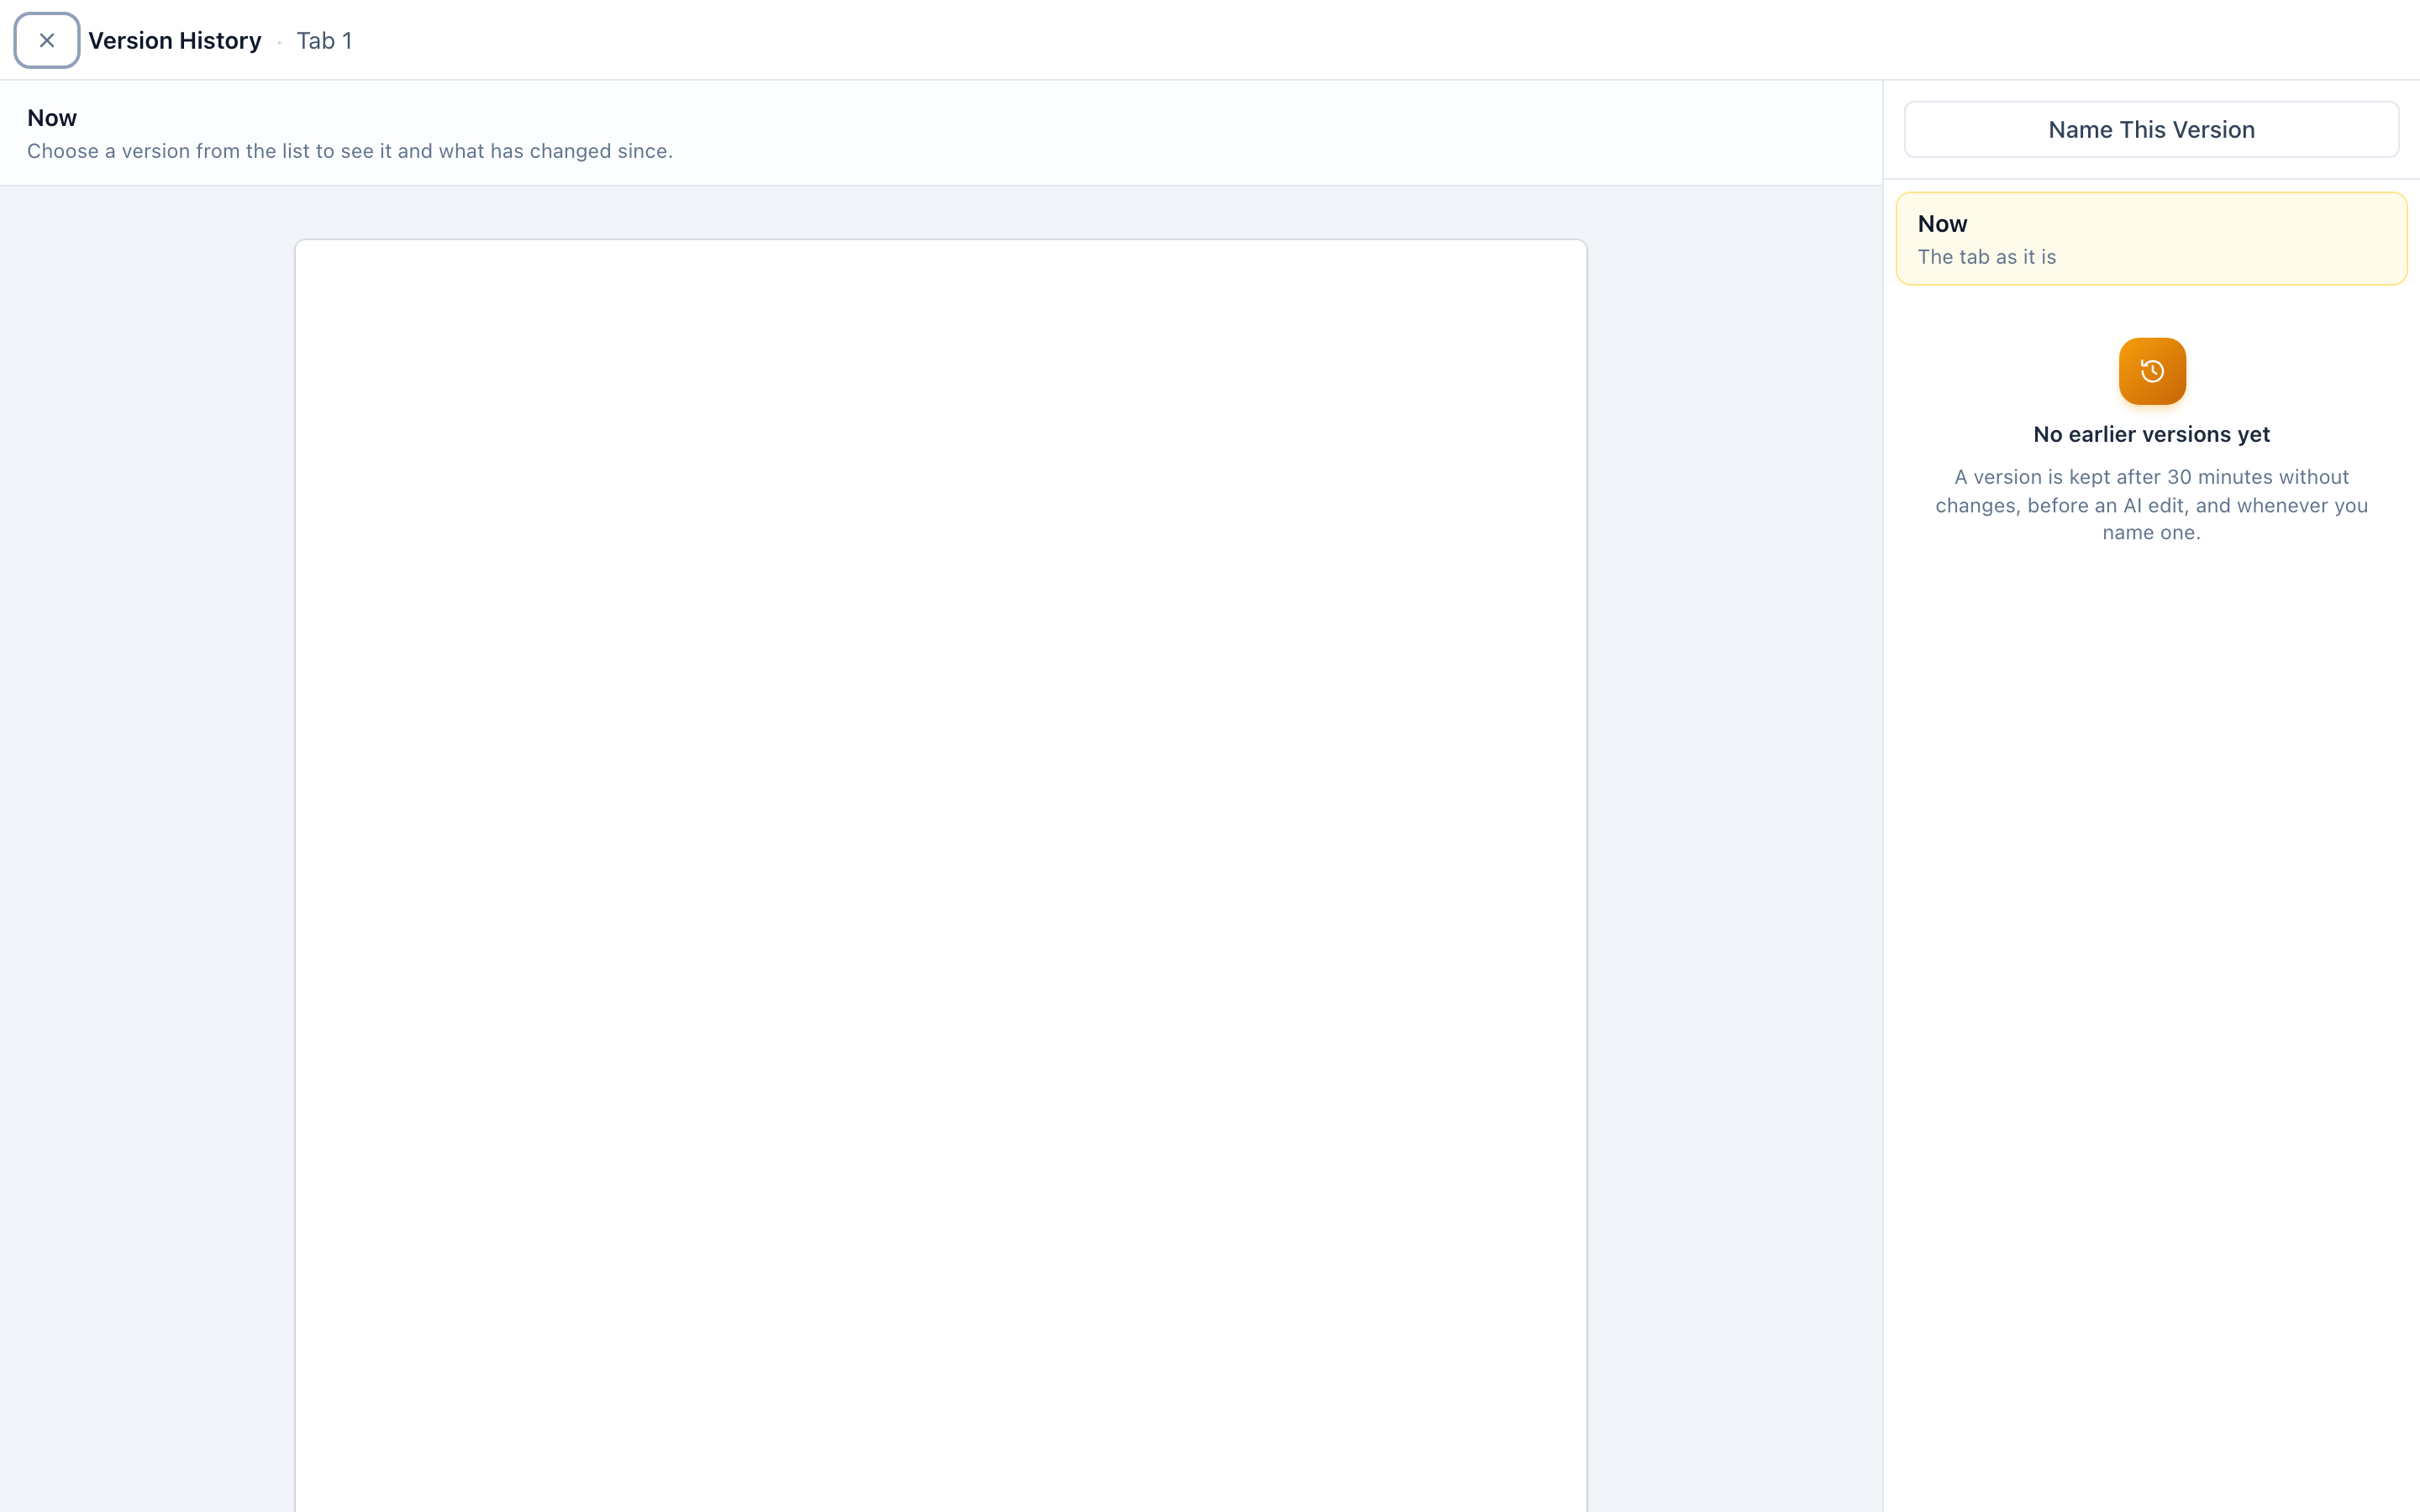 Version History · Tab 1
Now
Choose a version from the list to see it and what has changed since.
Name This Version
Now
The tab as it is
No earlier versions yet
A version is kept after 30 minutes without
changes, before an AI edit, and whenever you
name one.